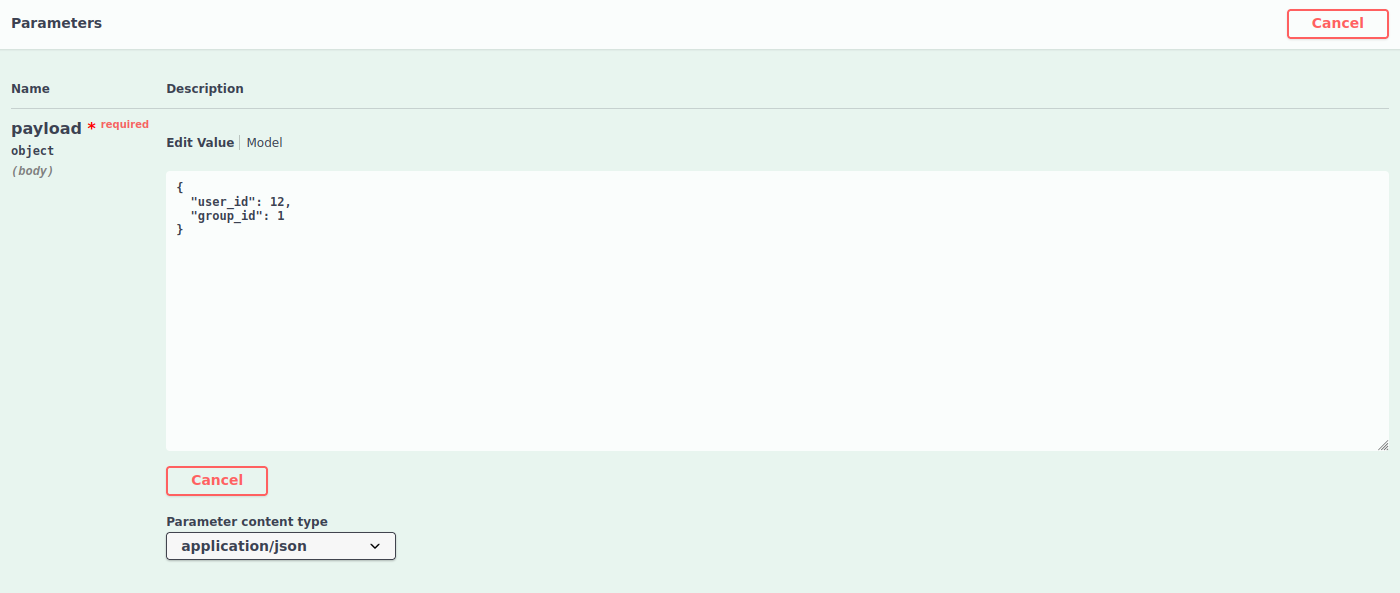 Parameters
Cancel
Name Description
payload * required
object
(body)
Edit Value Model
{
"user_id": 12,
"group_id": 1
}
Cancel
Parameter content type
application/json